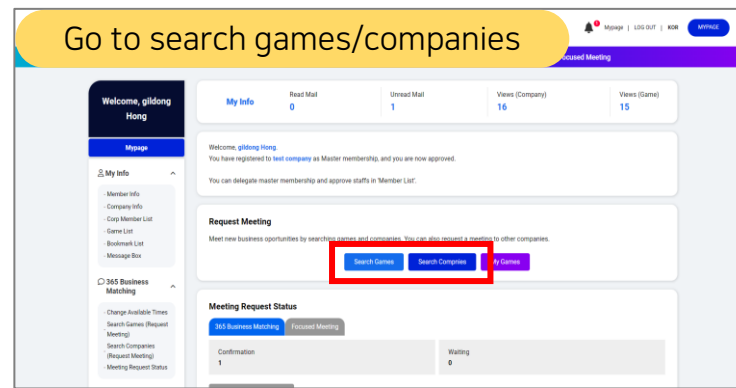 Go to search games/companies
Mypage | LOG OUT | KOR
MYPAGE
Focused Meeting
Welcome, gildong
Hong
Mypage
My Info
- Member Info
- Company Info
- Corp Member List
- Game List
- Bookmark List
- Message Box
365 Business
Matching
- Change Available Times
- Search Games (Request
Meeting)
- Search Companies
(Request Meeting)
- Meeting Request Status
My Info
Read Mail
0
Unread Mail
1
Views (Company)
16
Views (Game)
15
Welcome, gildong Hong.
You have registered to test company as Master membership, and you are now approved.
You can delegate master membership and approve staffs in 'Member List'.
Request Meeting
Meet new business oportunities by searching games and companies. You can also request a meeting to other companies.
Search Games
Search Compnies
My Games
Meeting Request Status
365 Business Matching
Focused Meeting
Confirmation
1
Waiting
0